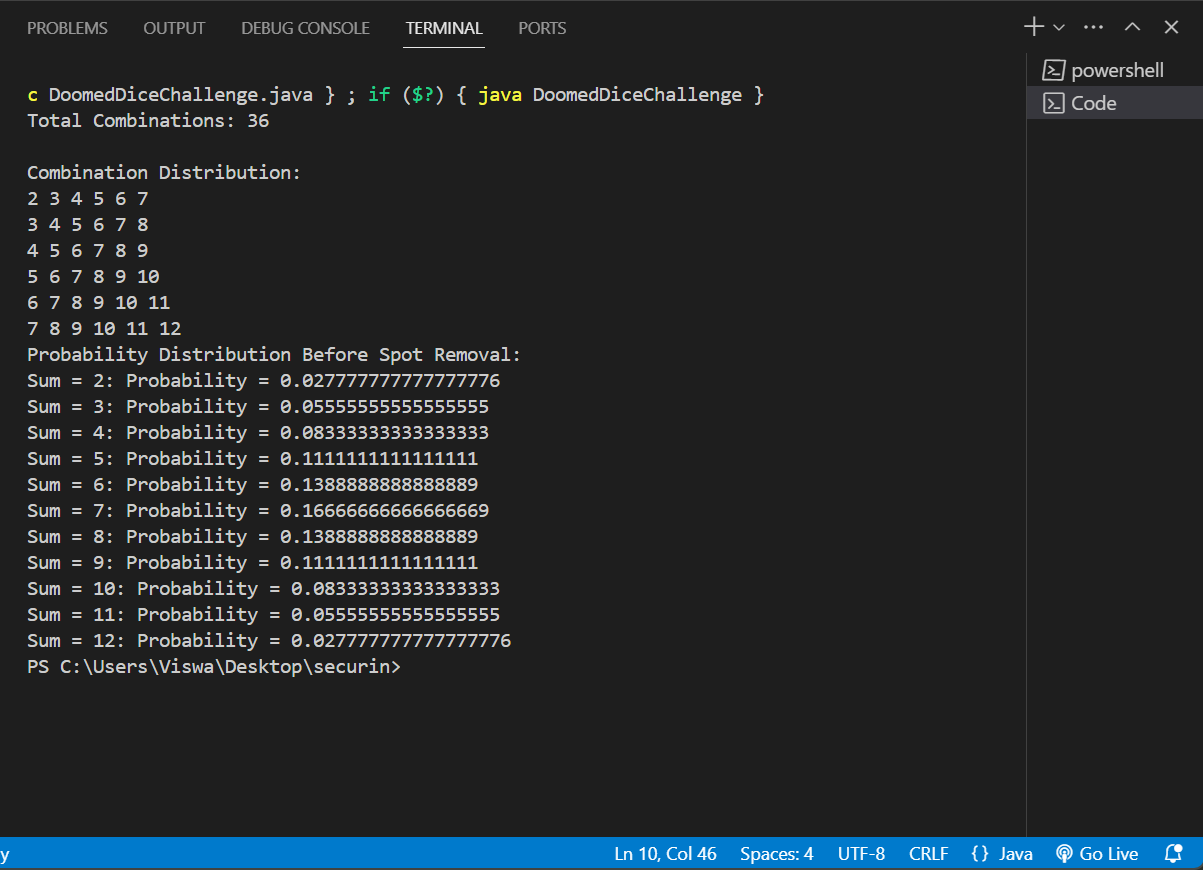 PROBLEMS OUTPUT DEBUG CONSOLE TERMINAL PORTS
powershell
Code
c DoomedDiceChallenge.java } ; if ($?) { java DoomedDiceChallenge }
Total Combinations: 36
Combination Distribution:
2 3 4 5 6 7
3 4 5 6 7 8
4 5 6 7 8 9
5 6 7 8 9 10
6 7 8 9 10 11
7 8 9 10 11 12
Probability Distribution Before Spot Removal:
Sum = 2: Probability = 0.027777777777777776
Sum = 3: Probability = 0.05555555555555555
Sum = 4: Probability = 0.08333333333333333
Sum = 5: Probability = 0.1111111111111111
Sum = 6: Probability = 0.1388888888888889
Sum = 7: Probability = 0.16666666666666669
Sum = 8: Probability = 0.1388888888888889
Sum = 9: Probability = 0.1111111111111111
Sum = 10: Probability = 0.08333333333333333
Sum = 11: Probability = 0.05555555555555555
Sum = 12: Probability = 0.027777777777777776
PS C:\Users\Viswa\Desktop\securin>
y Ln 10, Col 46 Spaces: 4 UTF-8 CRLF {} Java Go Live